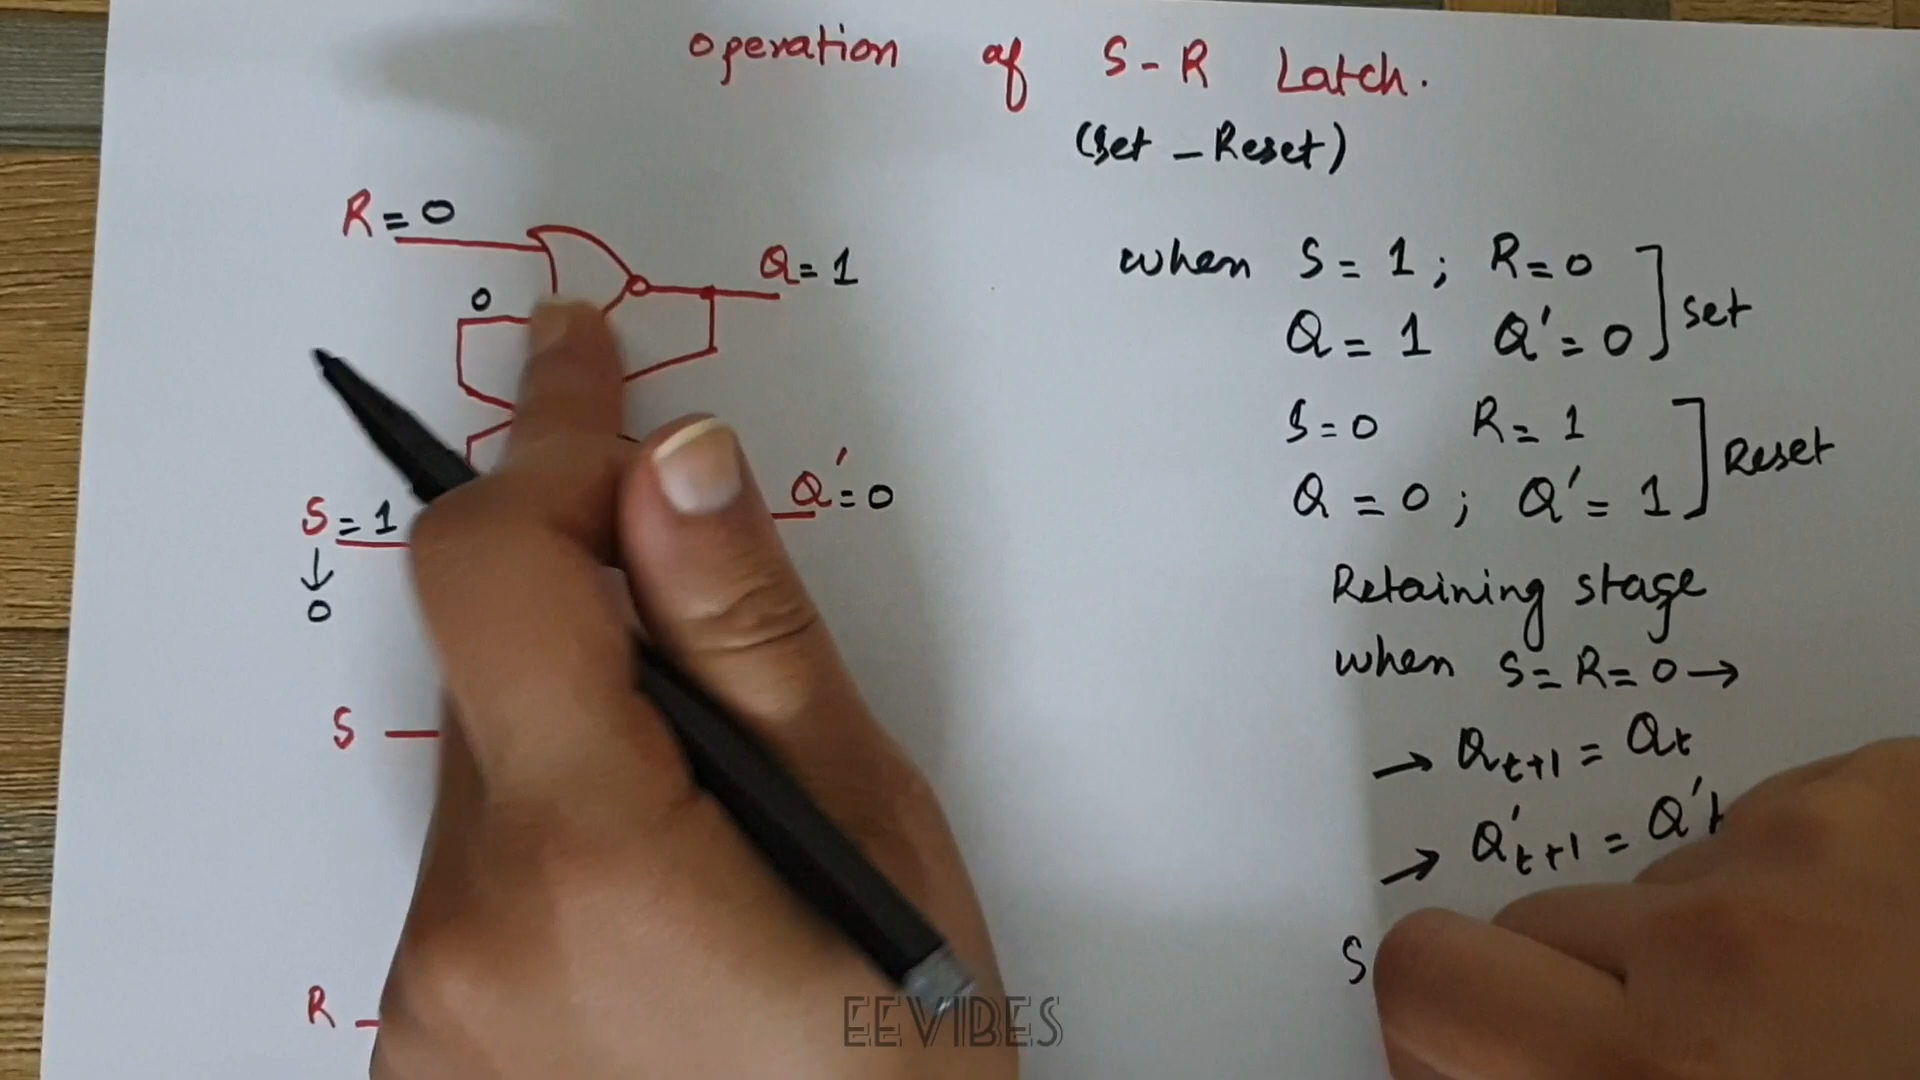 operation of S-R Latch.
(Set - Reset)
R = 0
Q = 1
0
Q' = 0
S = 1
↓
0
S
R
when S = 1 ; R = 0
Q = 1 Q' = 0 ] set
S = 0 R = 1
Q = 0 ; Q' = 1 ] Reset
Retaining stage
when S = R = 0 →
→ Qt+1 = Qt
→ Q't+1 = Q't
S
EEVIBES